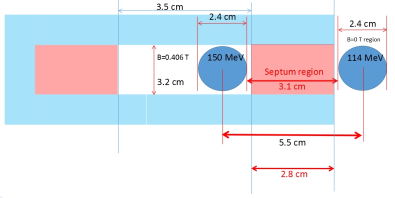 3.5 cm
2.4 cm
2.4 cm
B=0 T region
B=0.406 T
150 MeV
114 MeV
Septum region
3.2 cm
3.1 cm
5.5 cm
2.8 cm